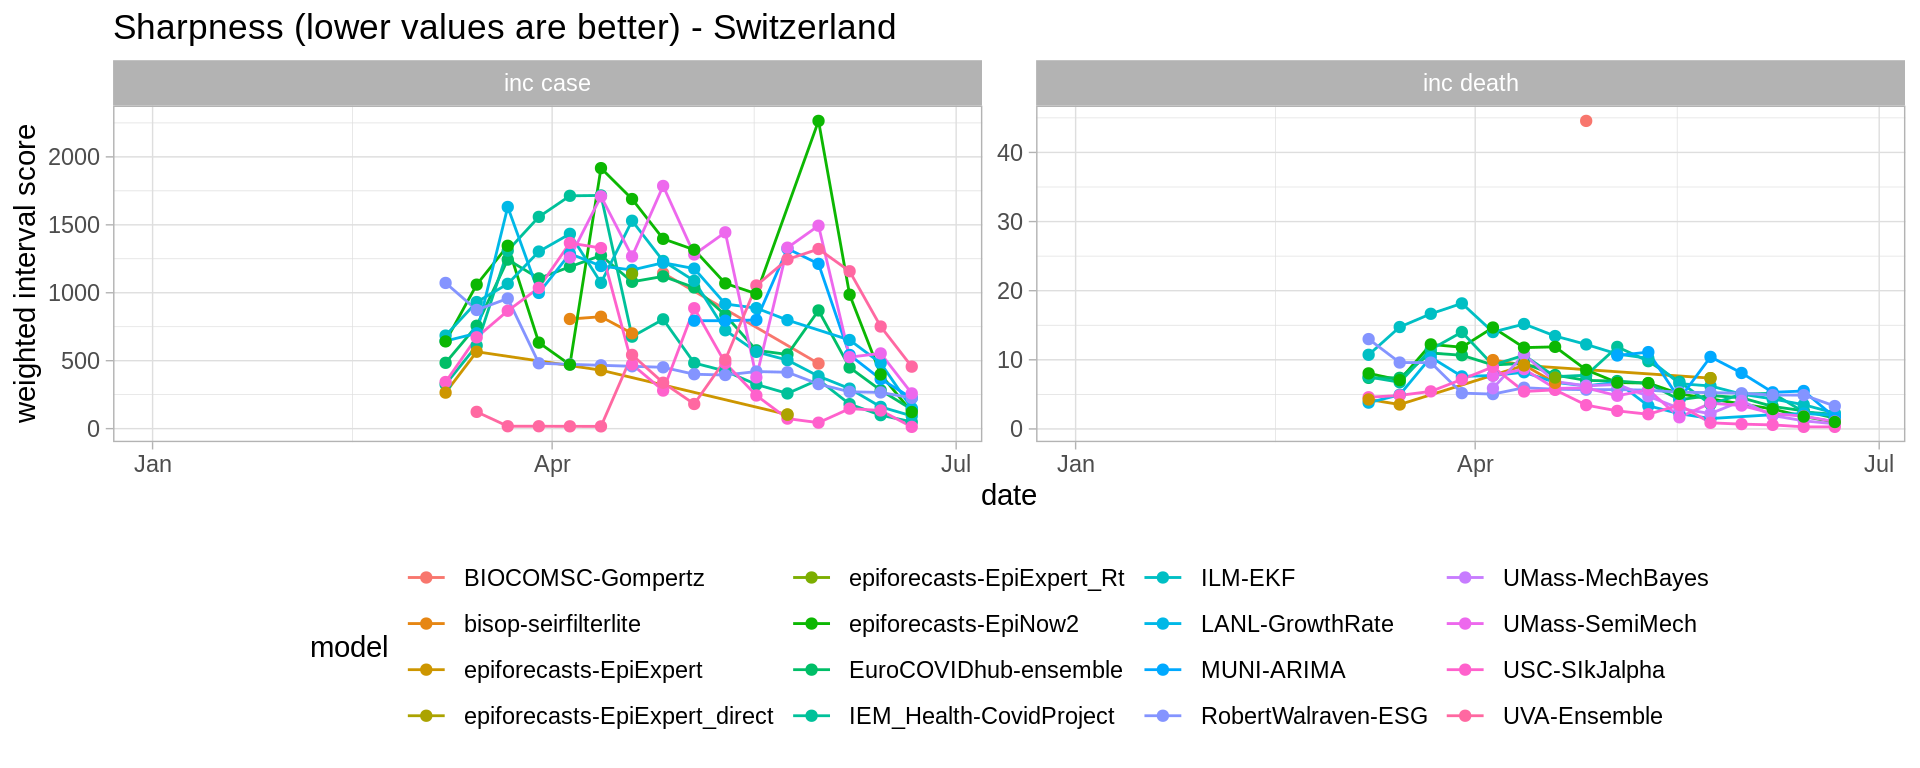 Sharpness (lower values are better) - Switzerland
inc case
inc death
weighted interval score
2000
1500
1000
500
0
40
30
20
10
0
Jan
Apr
Jul
Jan
Apr
Jul
date
model
BIOCOMSC-Gompertz
bisop-seirfilterlite
epiforecasts-EpiExpert
epiforecasts-EpiExpert_direct
epiforecasts-EpiExpert_Rt
epiforecasts-EpiNow2
EuroCOVIDhub-ensemble
IEM_Health-CovidProject
ILM-EKF
LANL-GrowthRate
MUNI-ARIMA
RobertWalraven-ESG
UMass-MechBayes
UMass-SemiMech
USC-SIkJalpha
UVA-Ensemble